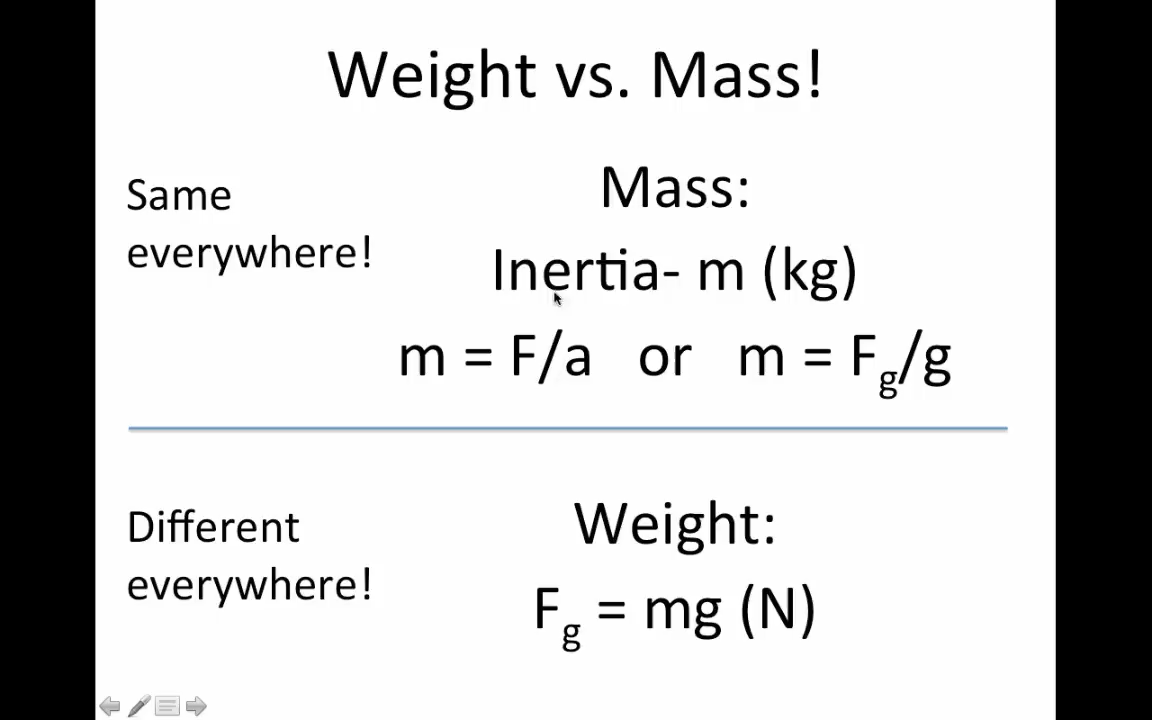 Weight vs. Mass!
Same
everywhere!
Mass:
Inertia- m (kg)
m = F/a or m = Fg/g
Different
everywhere!
Weight:
Fg = mg (N)